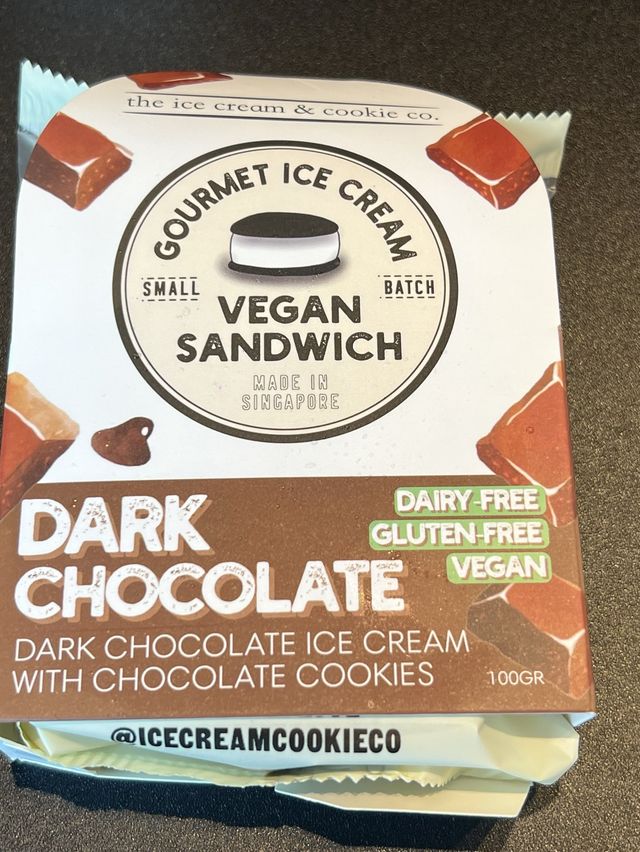 the ice cream & cookie co.
GOURMET ICE CREAM
SMALL
BATCH
VEGAN
SANDWICH
MADE IN
SINGAPORE
DARK
CHOCOLATE
DAIRY-FREE
GLUTEN-FREE
VEGAN
DARK CHOCOLATE ICE CREAM
WITH CHOCOLATE COOKIES
100GR
@ICECREAMCOOKIECO